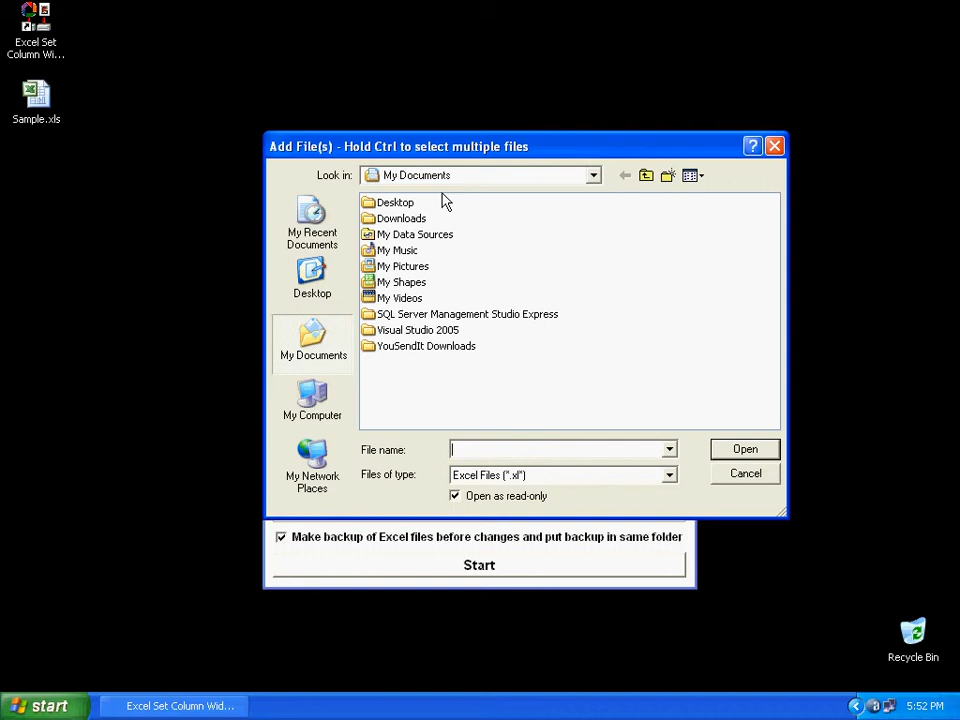 Excel Set
Column Wi...
Sample.xls
Add File(s) - Hold Ctrl to select multiple files
Look in:
My Documents
My Recent
Documents
Desktop
My Documents
My Computer
My Network
Places
Desktop
Downloads
My Data Sources
My Music
My Pictures
My Shapes
My Videos
SQL Server Management Studio Express
Visual Studio 2005
YouSendIt Downloads
File name:
Open
Files of type:
Excel Files (*.xl*)
Cancel
Open as read-only
Make backup of Excel files before changes and put backup in same folder
Start
Recycle Bin
start
Excel Set Column Wid...
5:52 PM